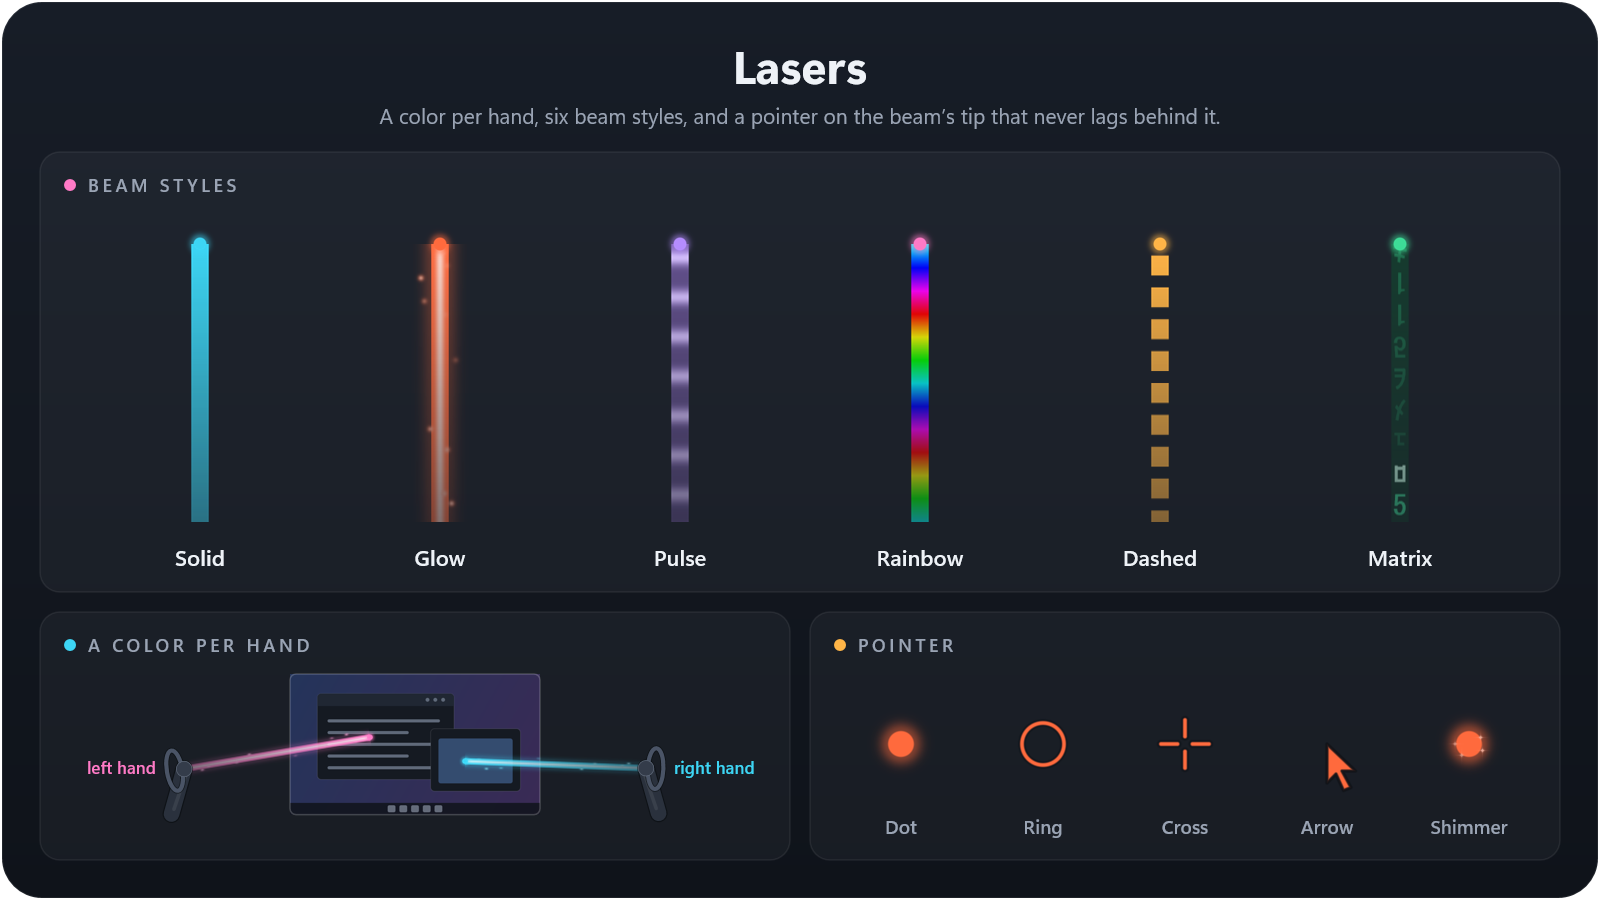 Lasers
A color per hand, six beam styles, and a pointer on the beam’s tip that never lags behind it.
BEAM STYLES
Solid
Glow
Pulse
Rainbow
Dashed
Matrix
5
A COLOR PER HAND
left hand
right hand
POINTER
Dot
Ring
Cross
Arrow
Shimmer